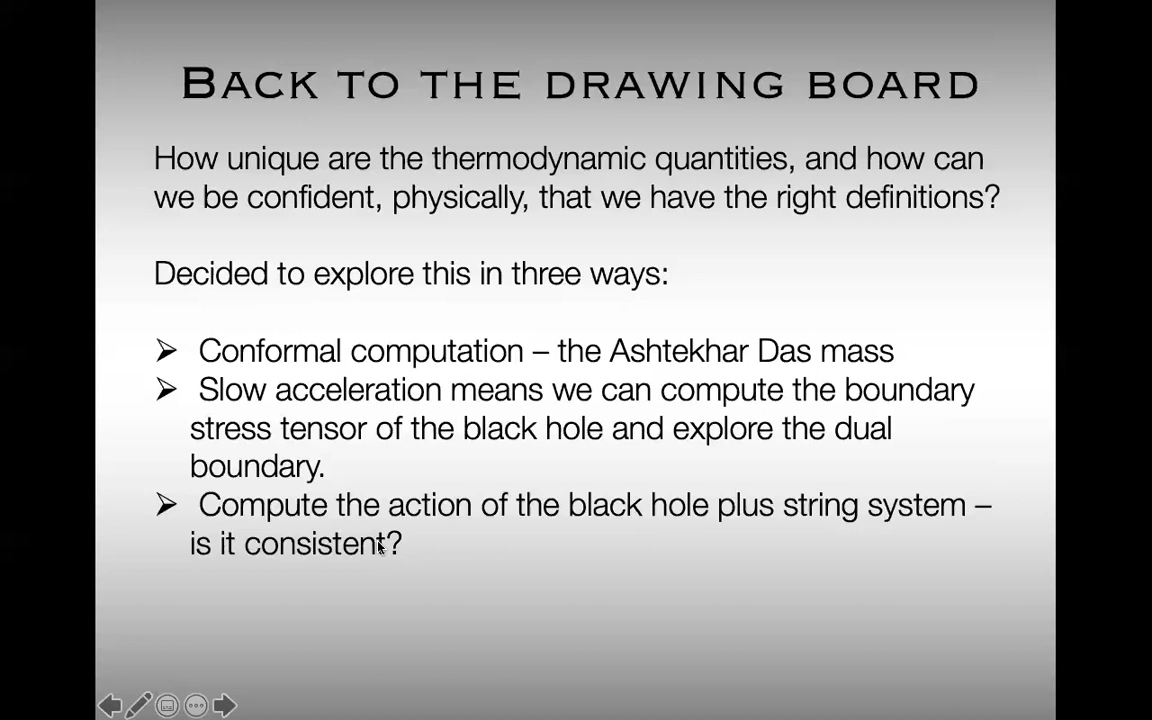 BACK TO THE DRAWING BOARD
How unique are the thermodynamic quantities, and how can
we be confident, physically, that we have the right definitions?
Decided to explore this in three ways:
➢ Conformal computation – the Ashtekhar Das mass
➢ Slow acceleration means we can compute the boundary
stress tensor of the black hole and explore the dual
boundary.
➢ Compute the action of the black hole plus string system –
is it consistent?